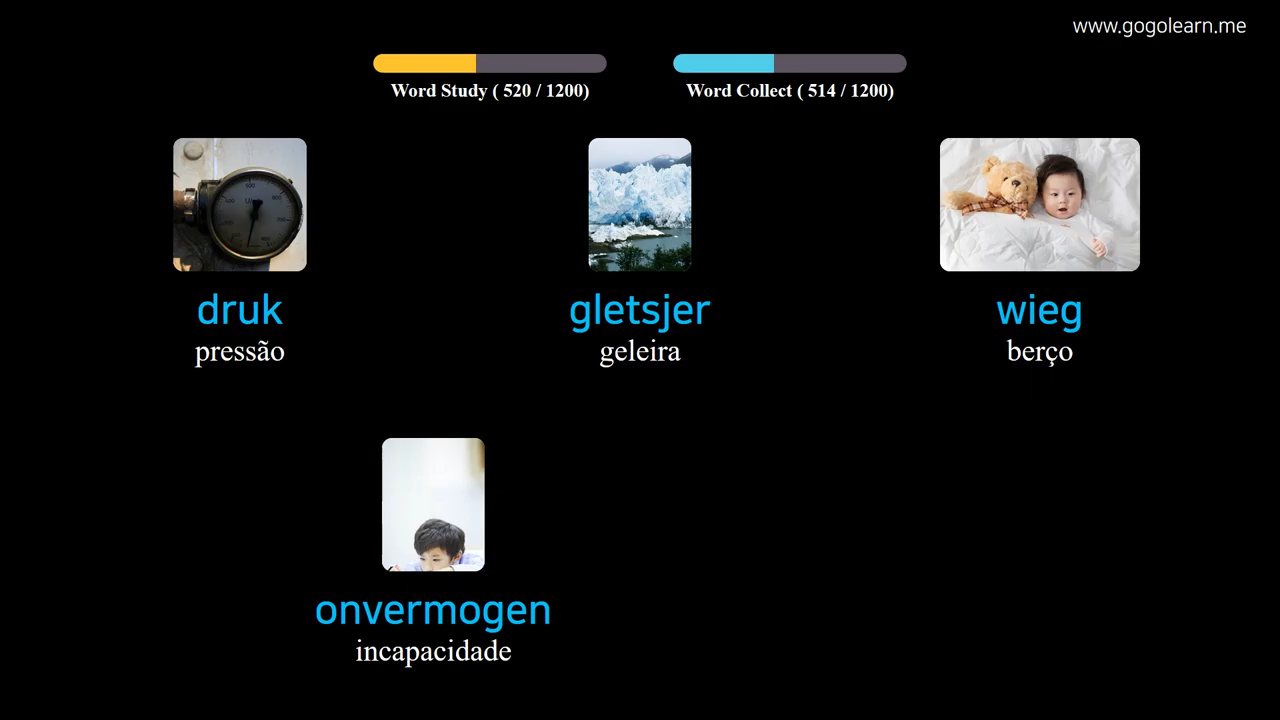 www.gogolearn.me
Word Study ( 520 / 1200)
Word Collect ( 514 / 1200)
druk
pressão
gletsjer
geleira
wieg
berço
onvermogen
incapacidade